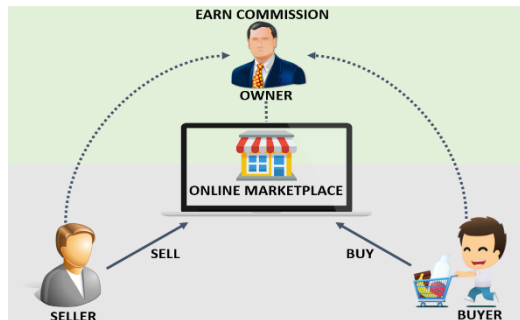 EARN COMMISSION
OWNER
ONLINE MARKETPLACE
SELL
BUY
SELLER
BUYER